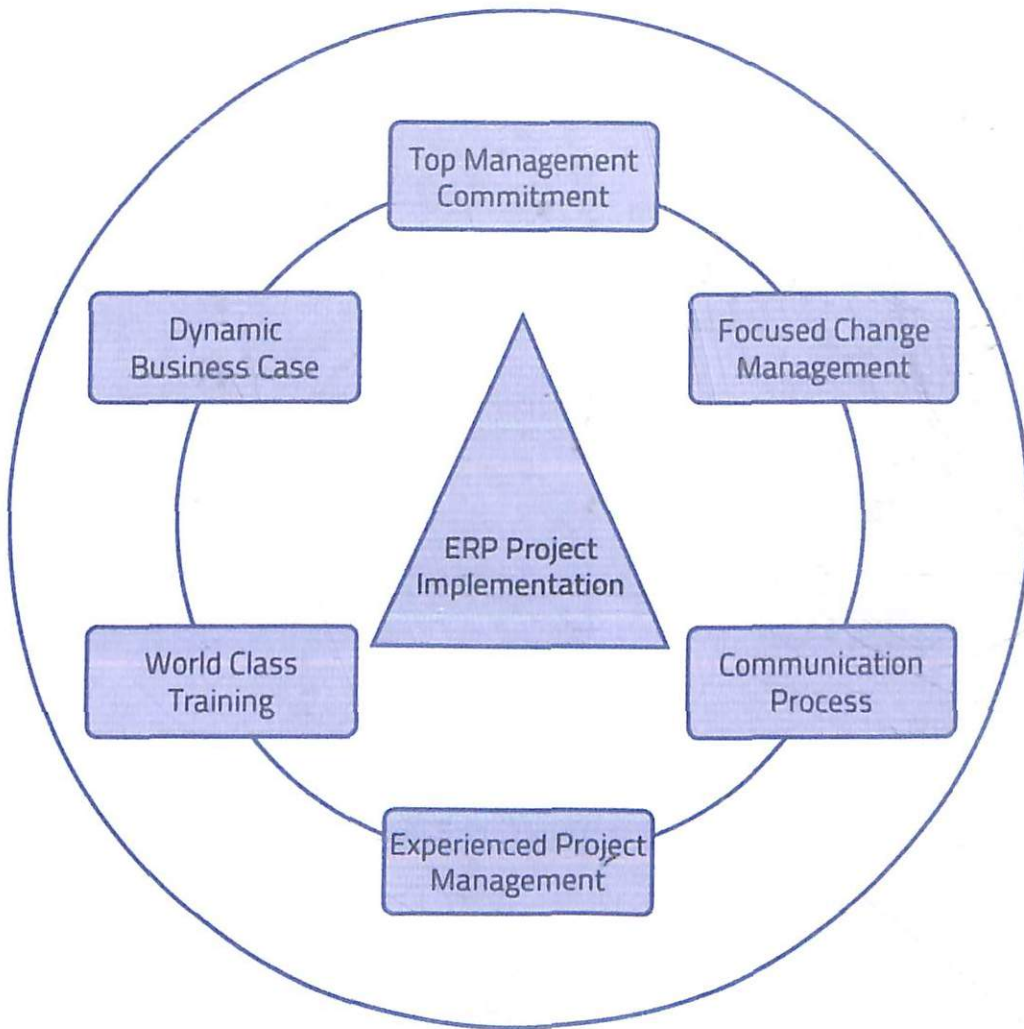 Top Management
Commitment
Dynamic
Business Case
Focused Change
Management
ERP Project
Implementation
World Class
Training
Communication
Process
Experienced Project
Management